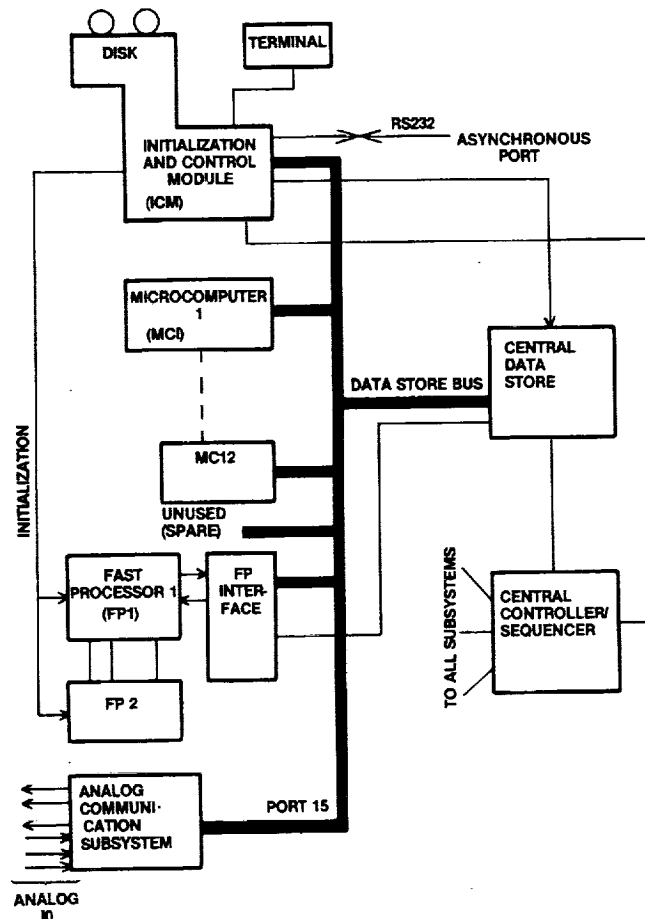 DISK
TERMINAL
INITIALIZATION
AND CONTROL
MODULE
(ICM)
RS232
ASYNCHRONOUS
PORT
MICROCOMPUTER
1
(MCI)
CENTRAL
DATA
STORE
DATA STORE BUS
MC12
INITIALIZATION
UNUSED
(SPARE)
FAST
PROCESSOR 1
(FP1)
FP
INTER-
FACE
TO ALL SUBSYSTEMS
CENTRAL
CONTROLLER/
SEQUENCER
FP 2
ANALOG
COMMUNI-
CATION
SUBSYSTEM
PORT 15
ANALOG
IO